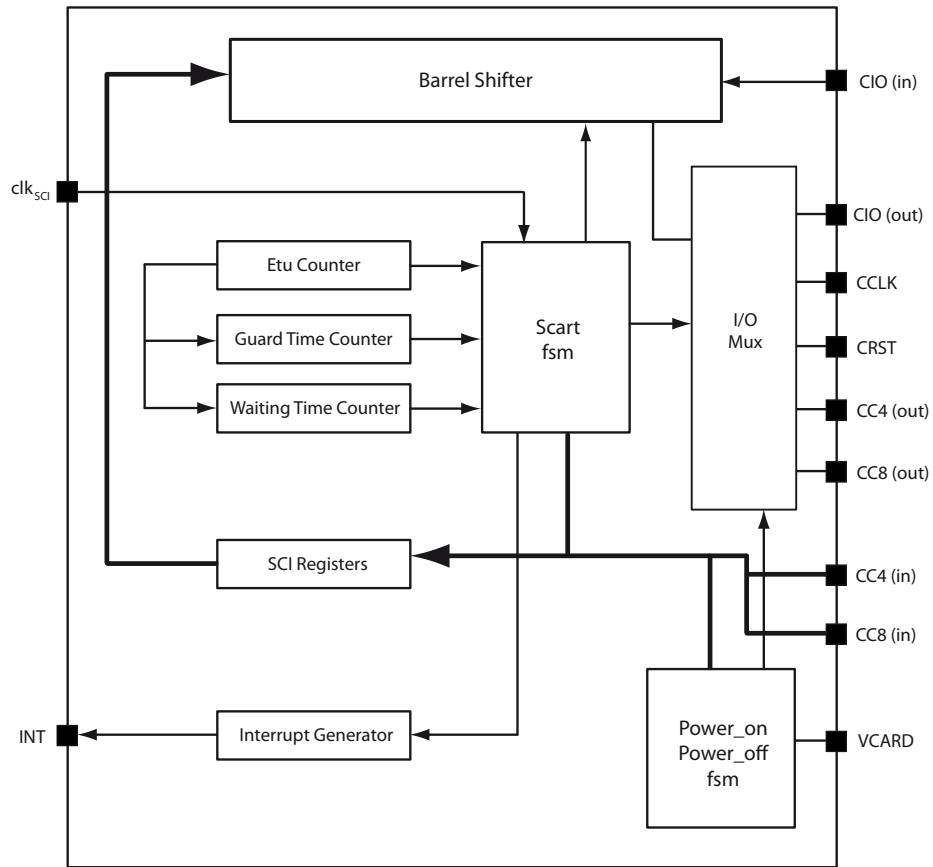 Barrel Shifter
CIO (in)
clkSCI
CIO (out)
Etu Counter
CCLK
Scart
fsm
I/O
Mux
Guard Time Counter
CRST
Waiting Time Counter
CC4 (out)
CC8 (out)
SCI Registers
CC4 (in)
CC8 (in)
INT
Interrupt Generator
Power_on
Power_off
fsm
VCARD